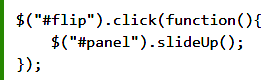 $("#flip").click(function(){
    $("#panel").slideUp();
});